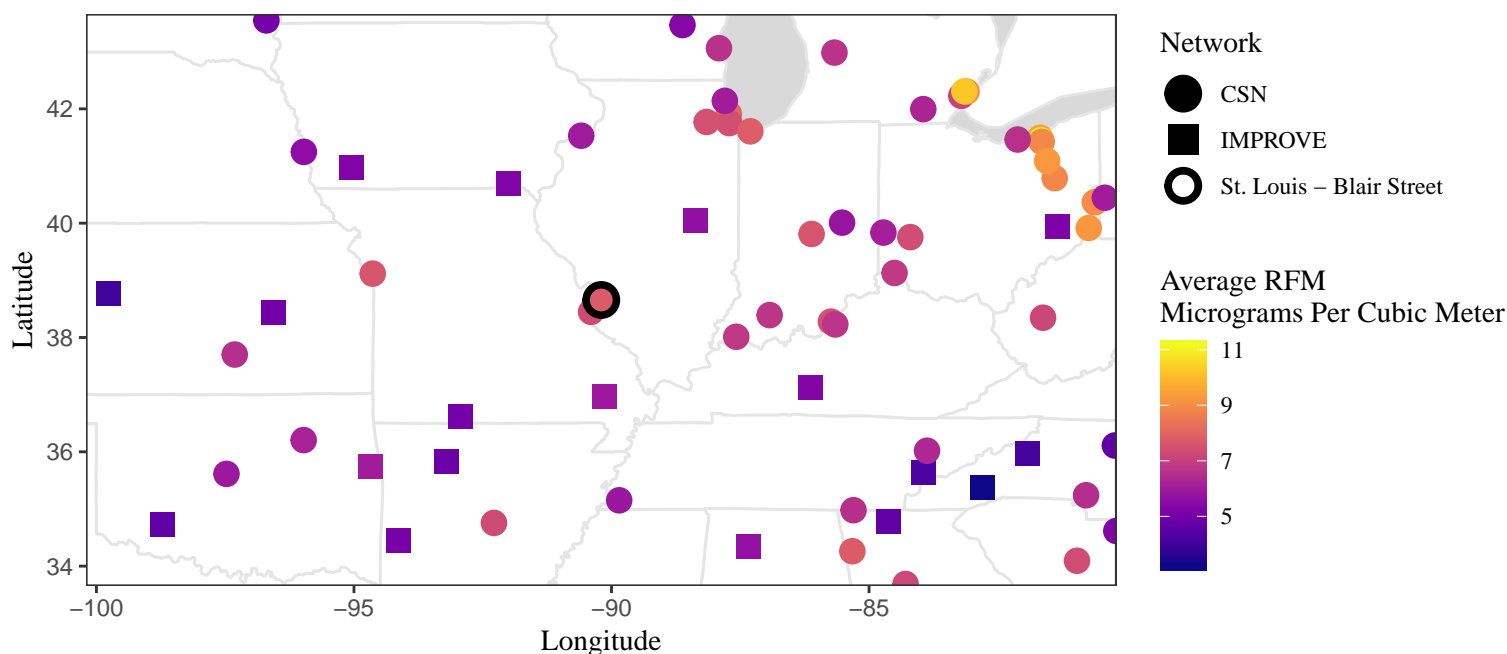 42
40
38
36
34
Latitude
−100
−95
−90
−85
Longitude
Network
CSN
IMPROVE
St. Louis − Blair Street
Average RFM
Micrograms Per Cubic Meter
11
9
7
5